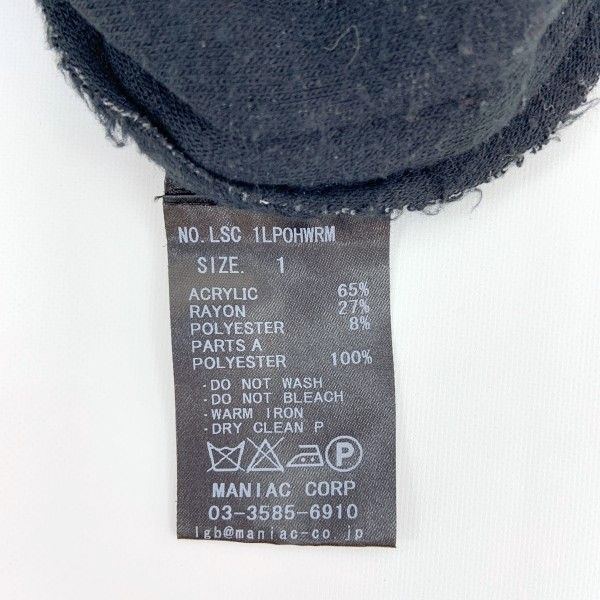 NO. LSC 1LPOHWRM
SIZE. 1
ACRYLIC 65%
RAYON 27%
POLYESTER 8%
PARTS A
POLYESTER 100%
·DO NOT WASH
·DO NOT BLEACH
·WARM IRON
·DRY CLEAN P
P
MANIAC CORP
03-3585-6910
lgb@maniac-co jp